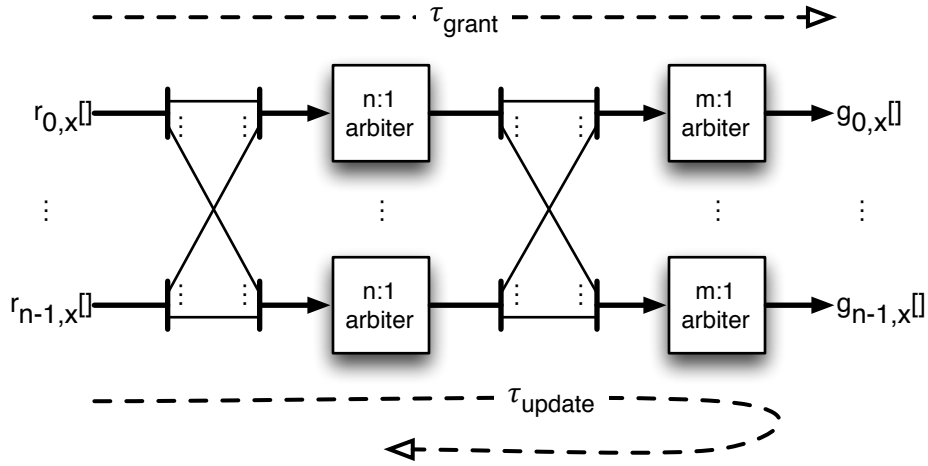 τgrant
r0,x[]
n:1
arbiter
m:1
arbiter
g0,x[]
rn-1,x[]
n:1
arbiter
m:1
arbiter
gn-1,x[]
τupdate